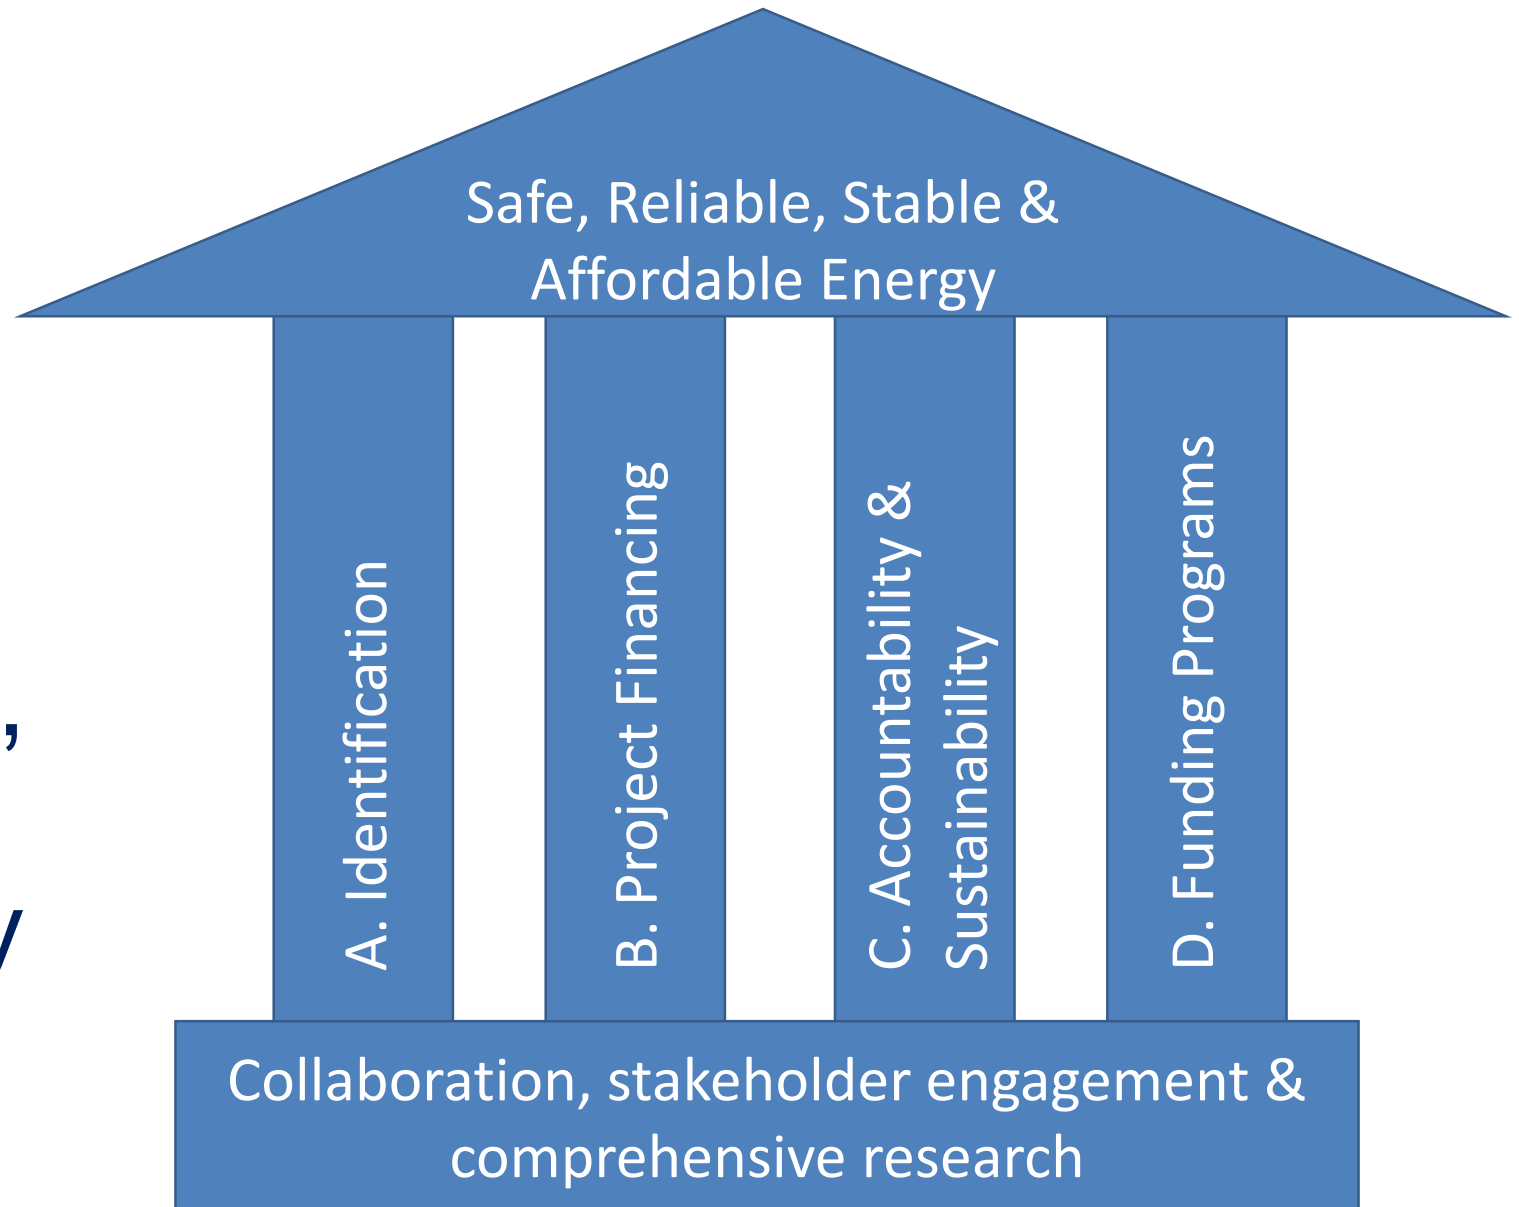 Safe, Reliable, Stable &
Affordable Energy
A. Identification
B. Project Financing
C. Accountability &
Sustainability
D. Funding Programs
,
y
Collaboration, stakeholder engagement &
comprehensive research